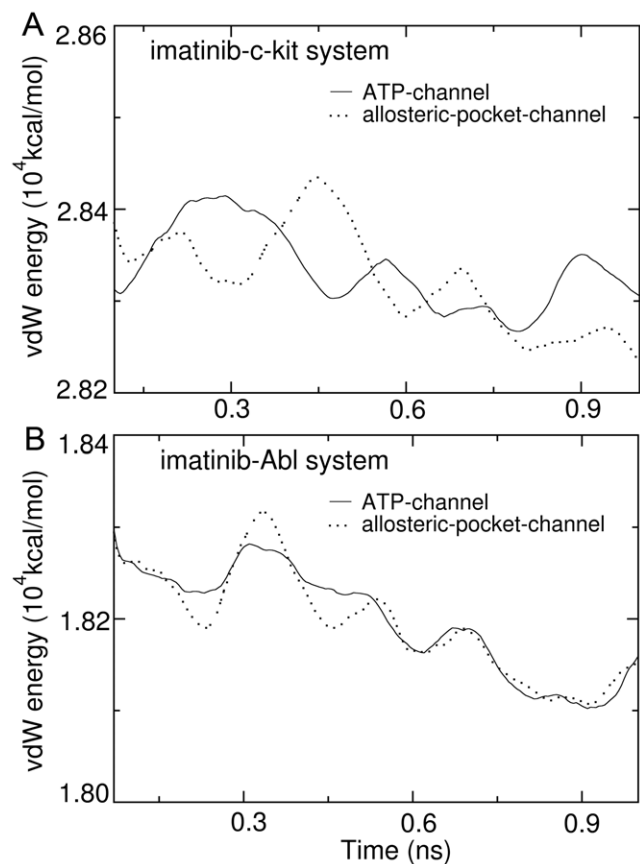 A
imatinib-c-kit system
ATP-channel
allosteric-pocket-channel
vdW energy (10⁴kcal/mol)
2.86
2.84
2.82
0.3 0.6 0.9
B
imatinib-Abl system
ATP-channel
allosteric-pocket-channel
vdW energy (10⁴kcal/mol)
1.84
1.82
1.80
0.3 0.6 0.9
Time (ns)